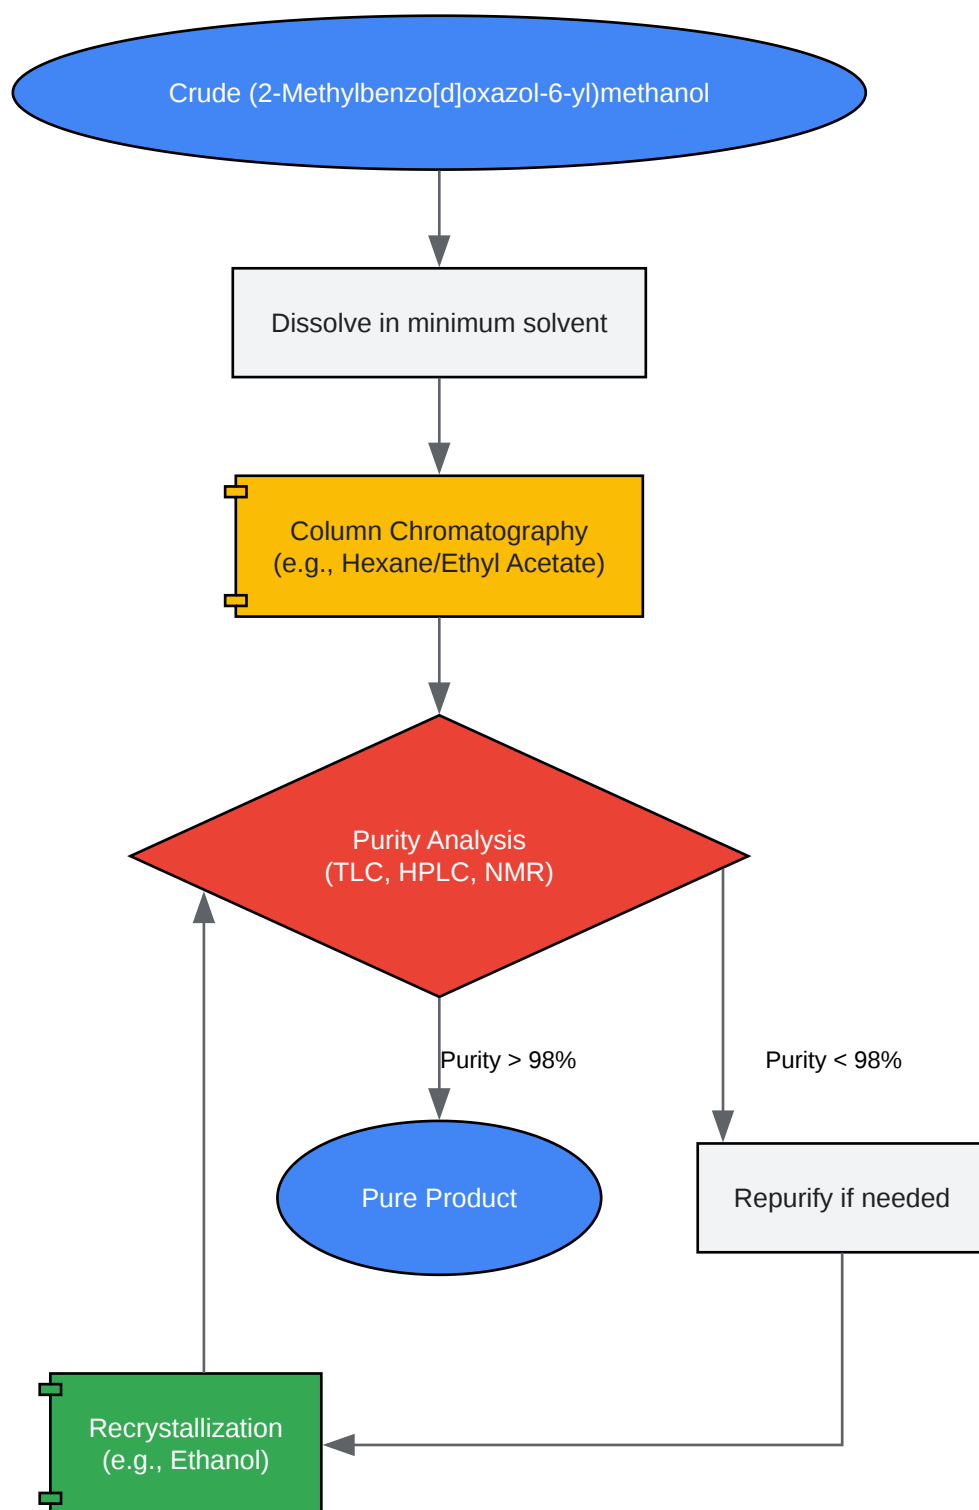 Crude (2-Methylbenzo[d]oxazol-6-yl)methanol
Dissolve in minimum solvent
Column Chromatography
(e.g., Hexane/Ethyl Acetate)
Purity Analysis
(TLC, HPLC, NMR)
Purity > 98%
Purity < 98%
Pure Product
Repurify if needed
Recrystallization
(e.g., Ethanol)